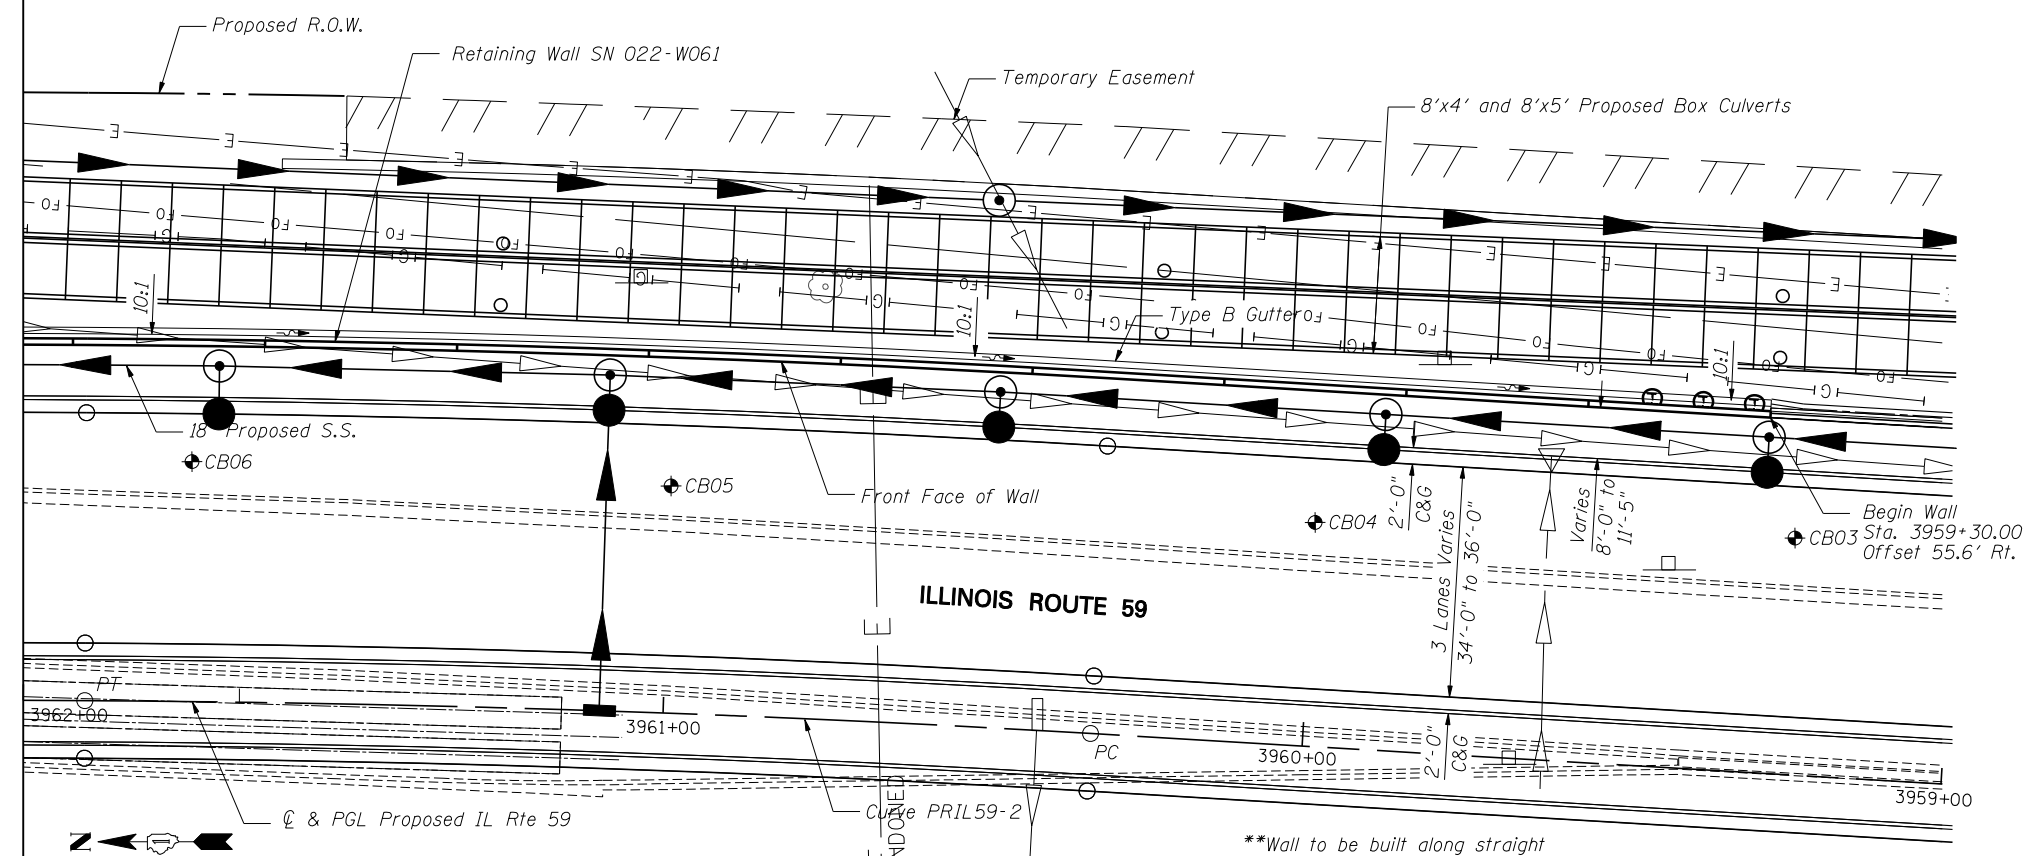 Proposed R.O.W.
Retaining Wall SN 022-W061
Temporary Easement
8'x4' and 8'x5' Proposed Box Culverts
10:1
10:1
Type B Gutter
10:1
18" Proposed S.S.
CB06
CB05
Front Face of Wall
CB04
2'-0"
C&G
3 Lanes Varies
34'-0" to 36'-0"
Varies
8'-0" to
11'-5"
CB03
Begin Wall
Sta. 3959+30.00
Offset 55.6' Rt.
ILLINOIS ROUTE 59
PT
3962+00
3961+00
PC
3960+00
2'-0"
C&G
3959+00
℄ & PGL Proposed IL Rte 59
Curve PRIL59-2
N
**Wall to be built along straight